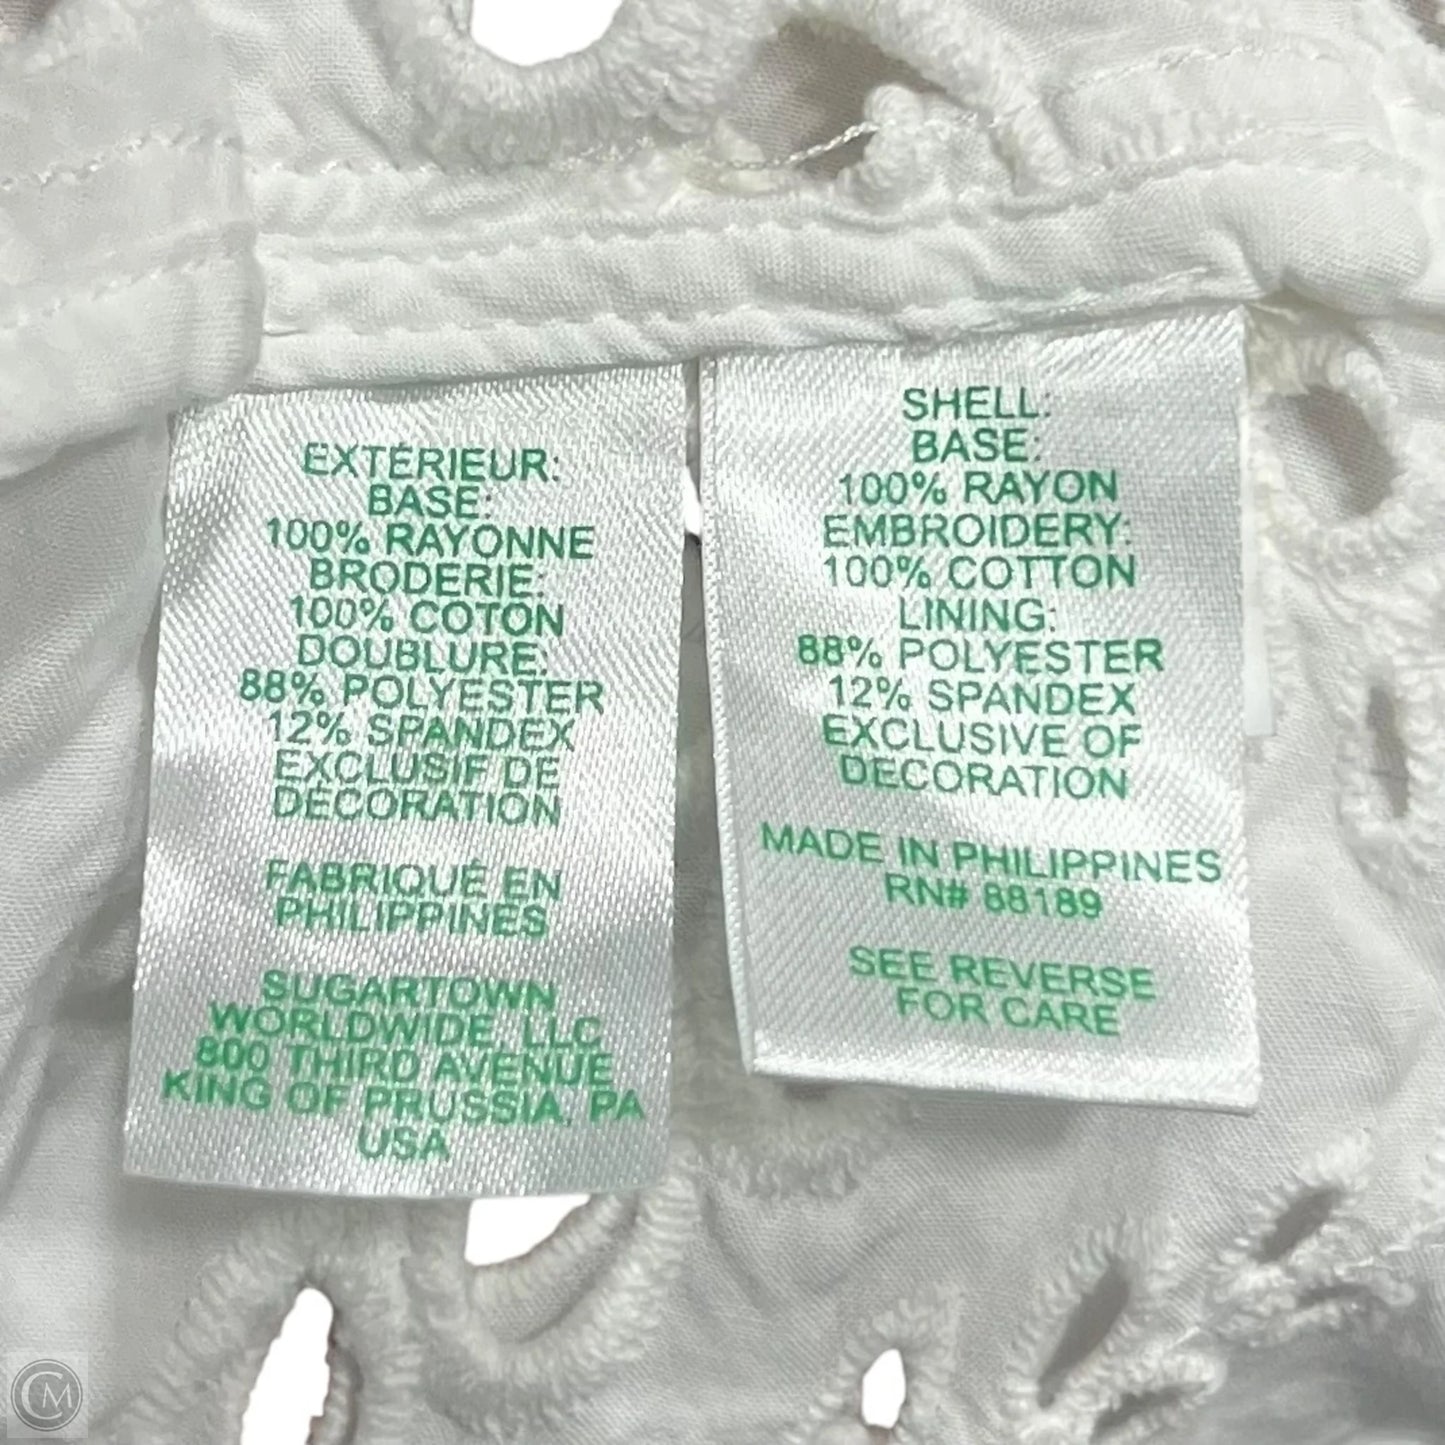 EXTÉRIEUR:
BASE:
100% RAYONNE
BRODERIE:
100% COTON
DOUBLURE:
88% POLYESTER
12% SPANDEX
EXCLUSIF DE
DÉCORATION
FABRIQUÉ EN
PHILIPPINES
SUGARTOWN
WORLDWIDE, LLC
800 THIRD AVENUE
KING OF PRUSSIA, PA
USA
SHELL:
BASE:
100% RAYON
EMBROIDERY:
100% COTTON
LINING:
88% POLYESTER
12% SPANDEX
EXCLUSIVE OF
DECORATION
MADE IN PHILIPPINES
RN# 88189
SEE REVERSE
FOR CARE
CM